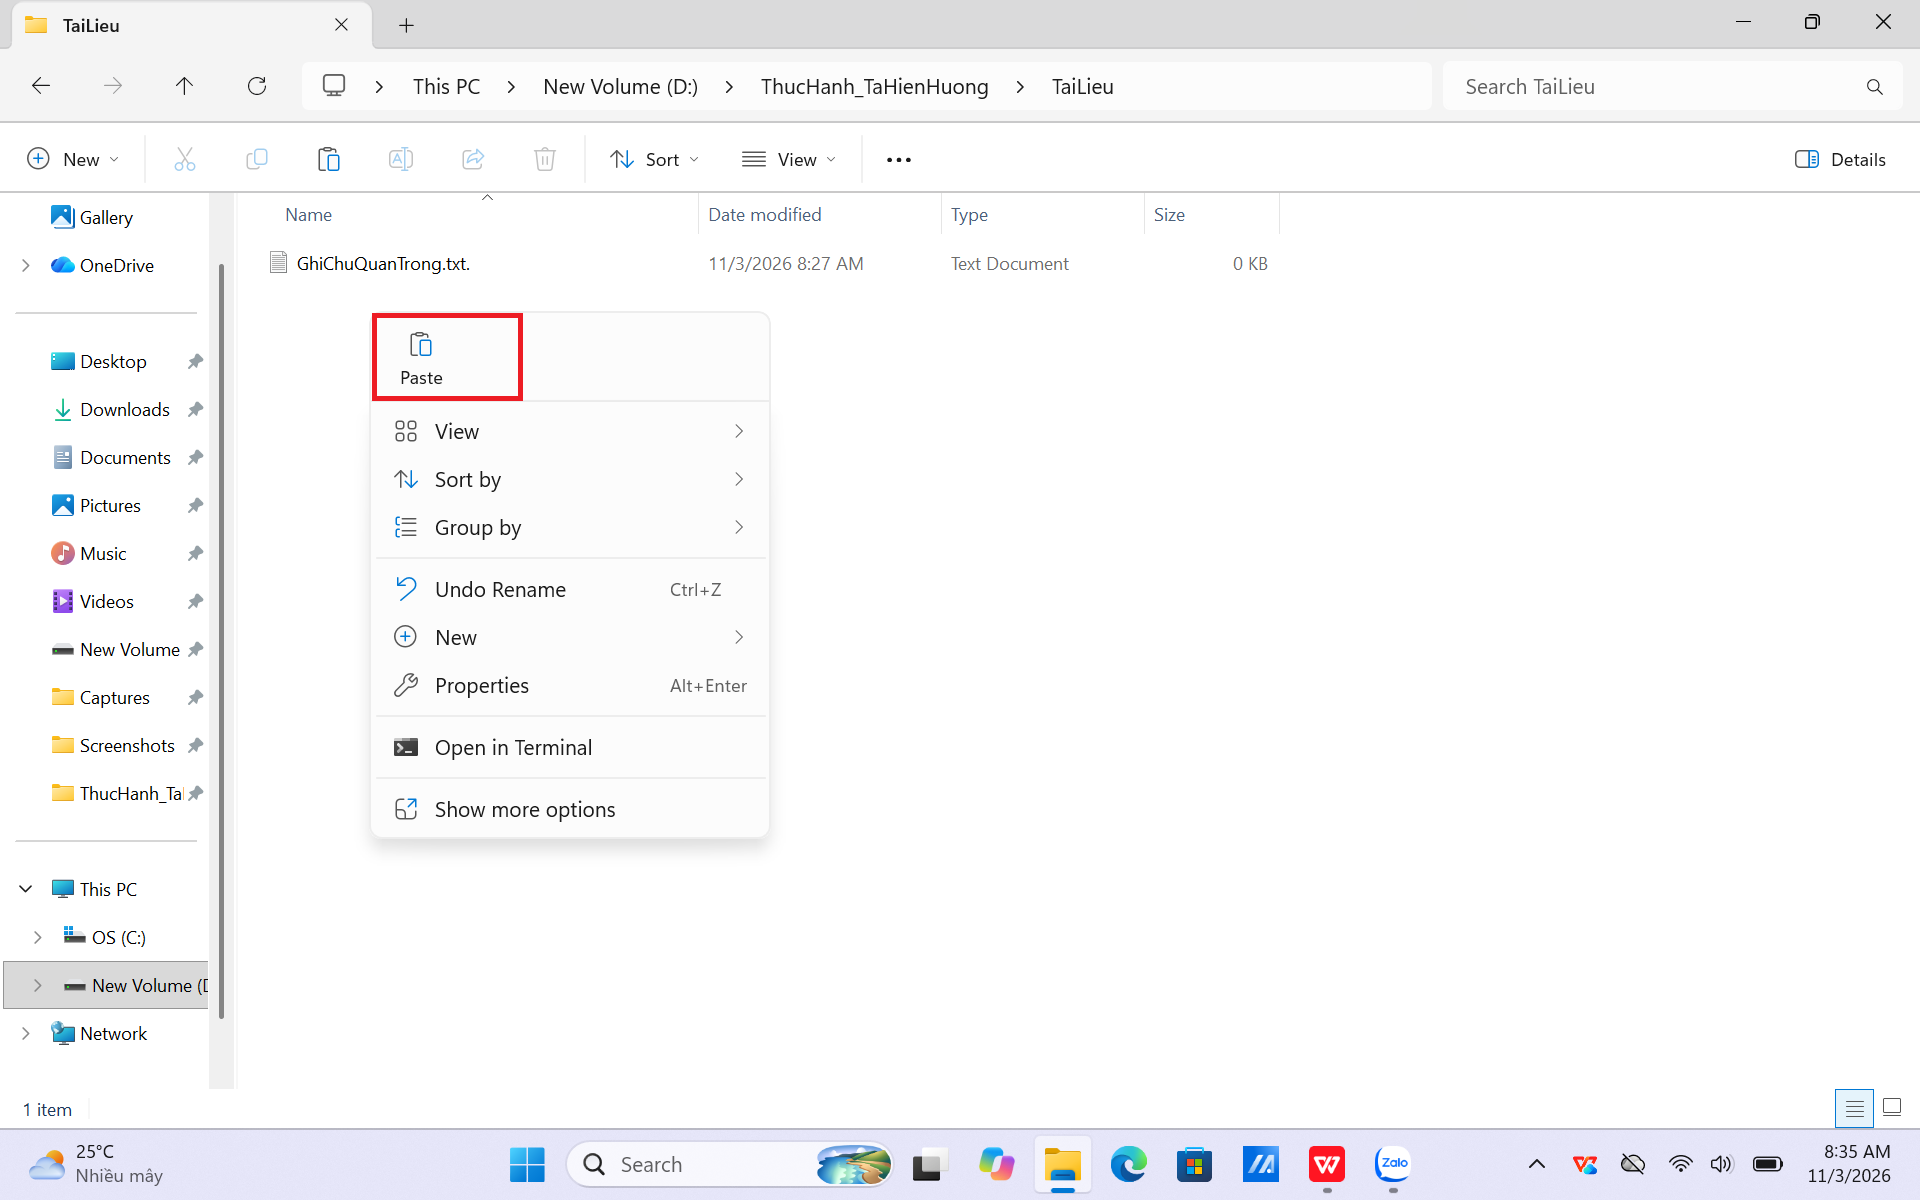 TaiLieu
This PC
New Volume (D:)
ThucHanh_TaHienHuong
TaiLieu
Search TaiLieu
New
Sort
View
Details
Name
Date modified
Type
Size
GhiChuQuanTrong.txt.
11/3/2026 8:27 AM
Text Document
0 KB
Gallery
OneDrive
Desktop
Downloads
Documents
Pictures
Music
Videos
New Volume
Captures
Screenshots
ThucHanh_Ta
This PC
OS (C:)
New Volume (D
Network
Paste
View
Sort by
Group by
Undo Rename Ctrl+Z
New
Properties Alt+Enter
Open in Terminal
Show more options
1 item
25°C
Nhiều mây
Search
Zalo
8:35 AM
11/3/2026